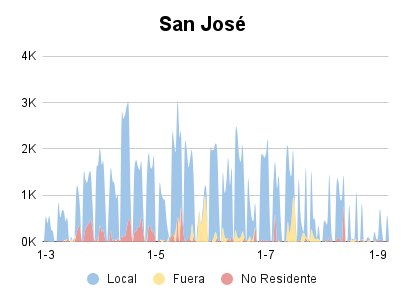 San José
4K
3K
2K
1K
0K
1-3 1-5 1-7 1-9
Local Fuera No Residente